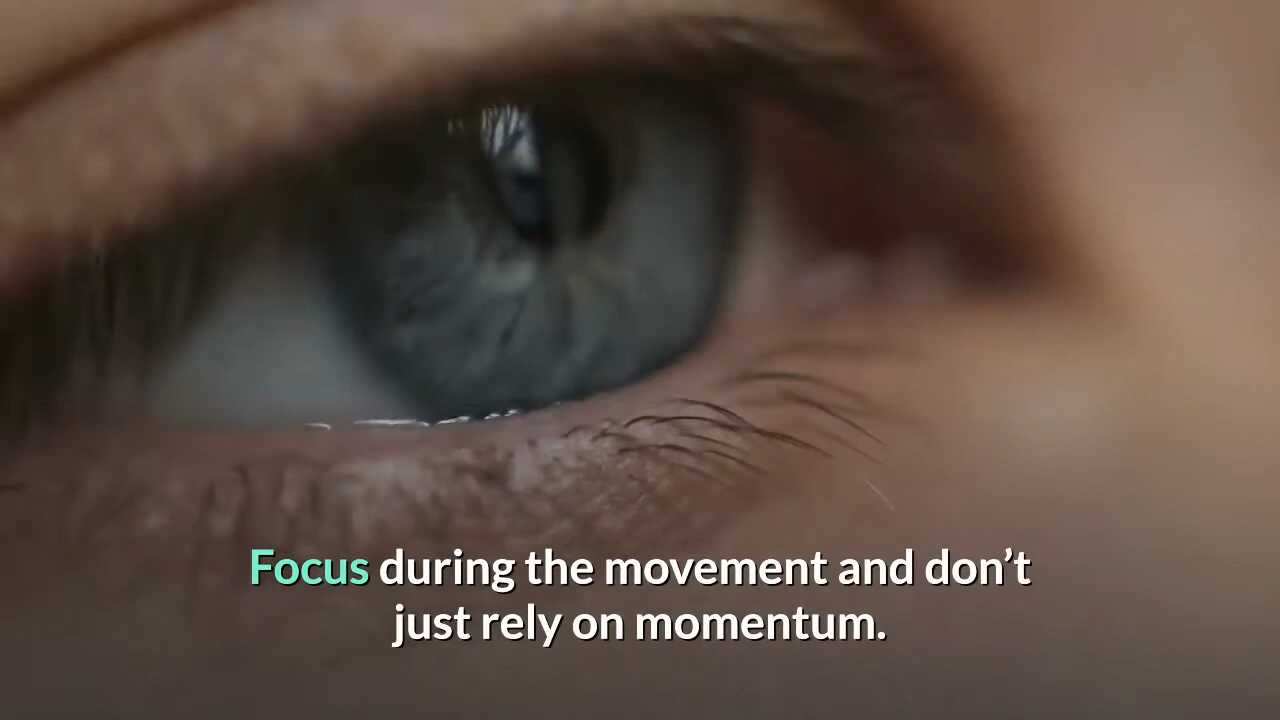 Focus during the movement and don’t
just rely on momentum.